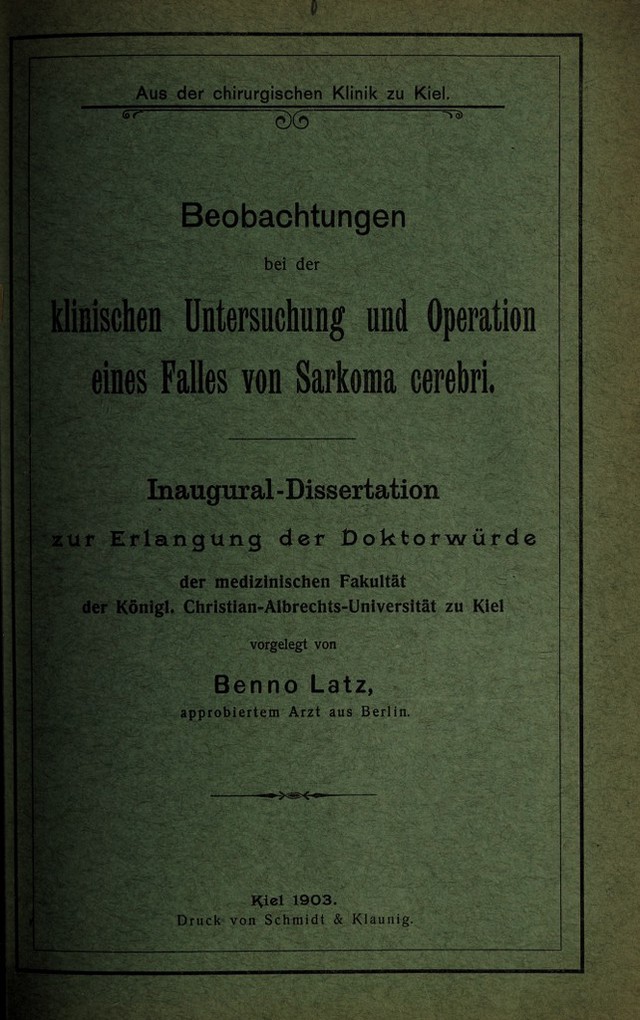 Aus der chirurgischen Klinik zu Kiel.
Beobachtungen
bei der
klinischen Untersuchung und Operation
eines Falles von Sarkoma cerebri.
Inaugural-Dissertation
zur Erlangung der Doktorwürde
der medizinischen Fakultät
der Königl. Christian-Albrechts-Universität zu Kiel
vorgelegt von
Benno Latz,
approbiertem Arzt aus Berlin.
Kiel 1903.
Druck von Schmidt & Klaunig.